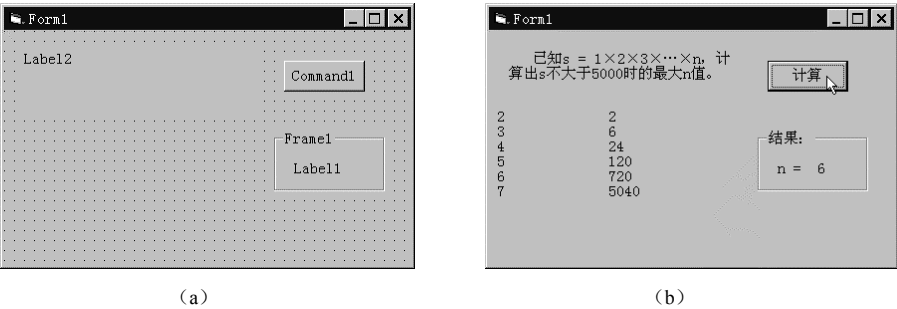 Form1
Label2
Command1
Frame1
Label1
(a)
Form1
已知s = 1×2×3×…×n, 计
算出s不大于5000时的最大n值。
计算
2 2
3 6
4 24
5 120
6 720
7 5040
结果:
n = 6
(b)